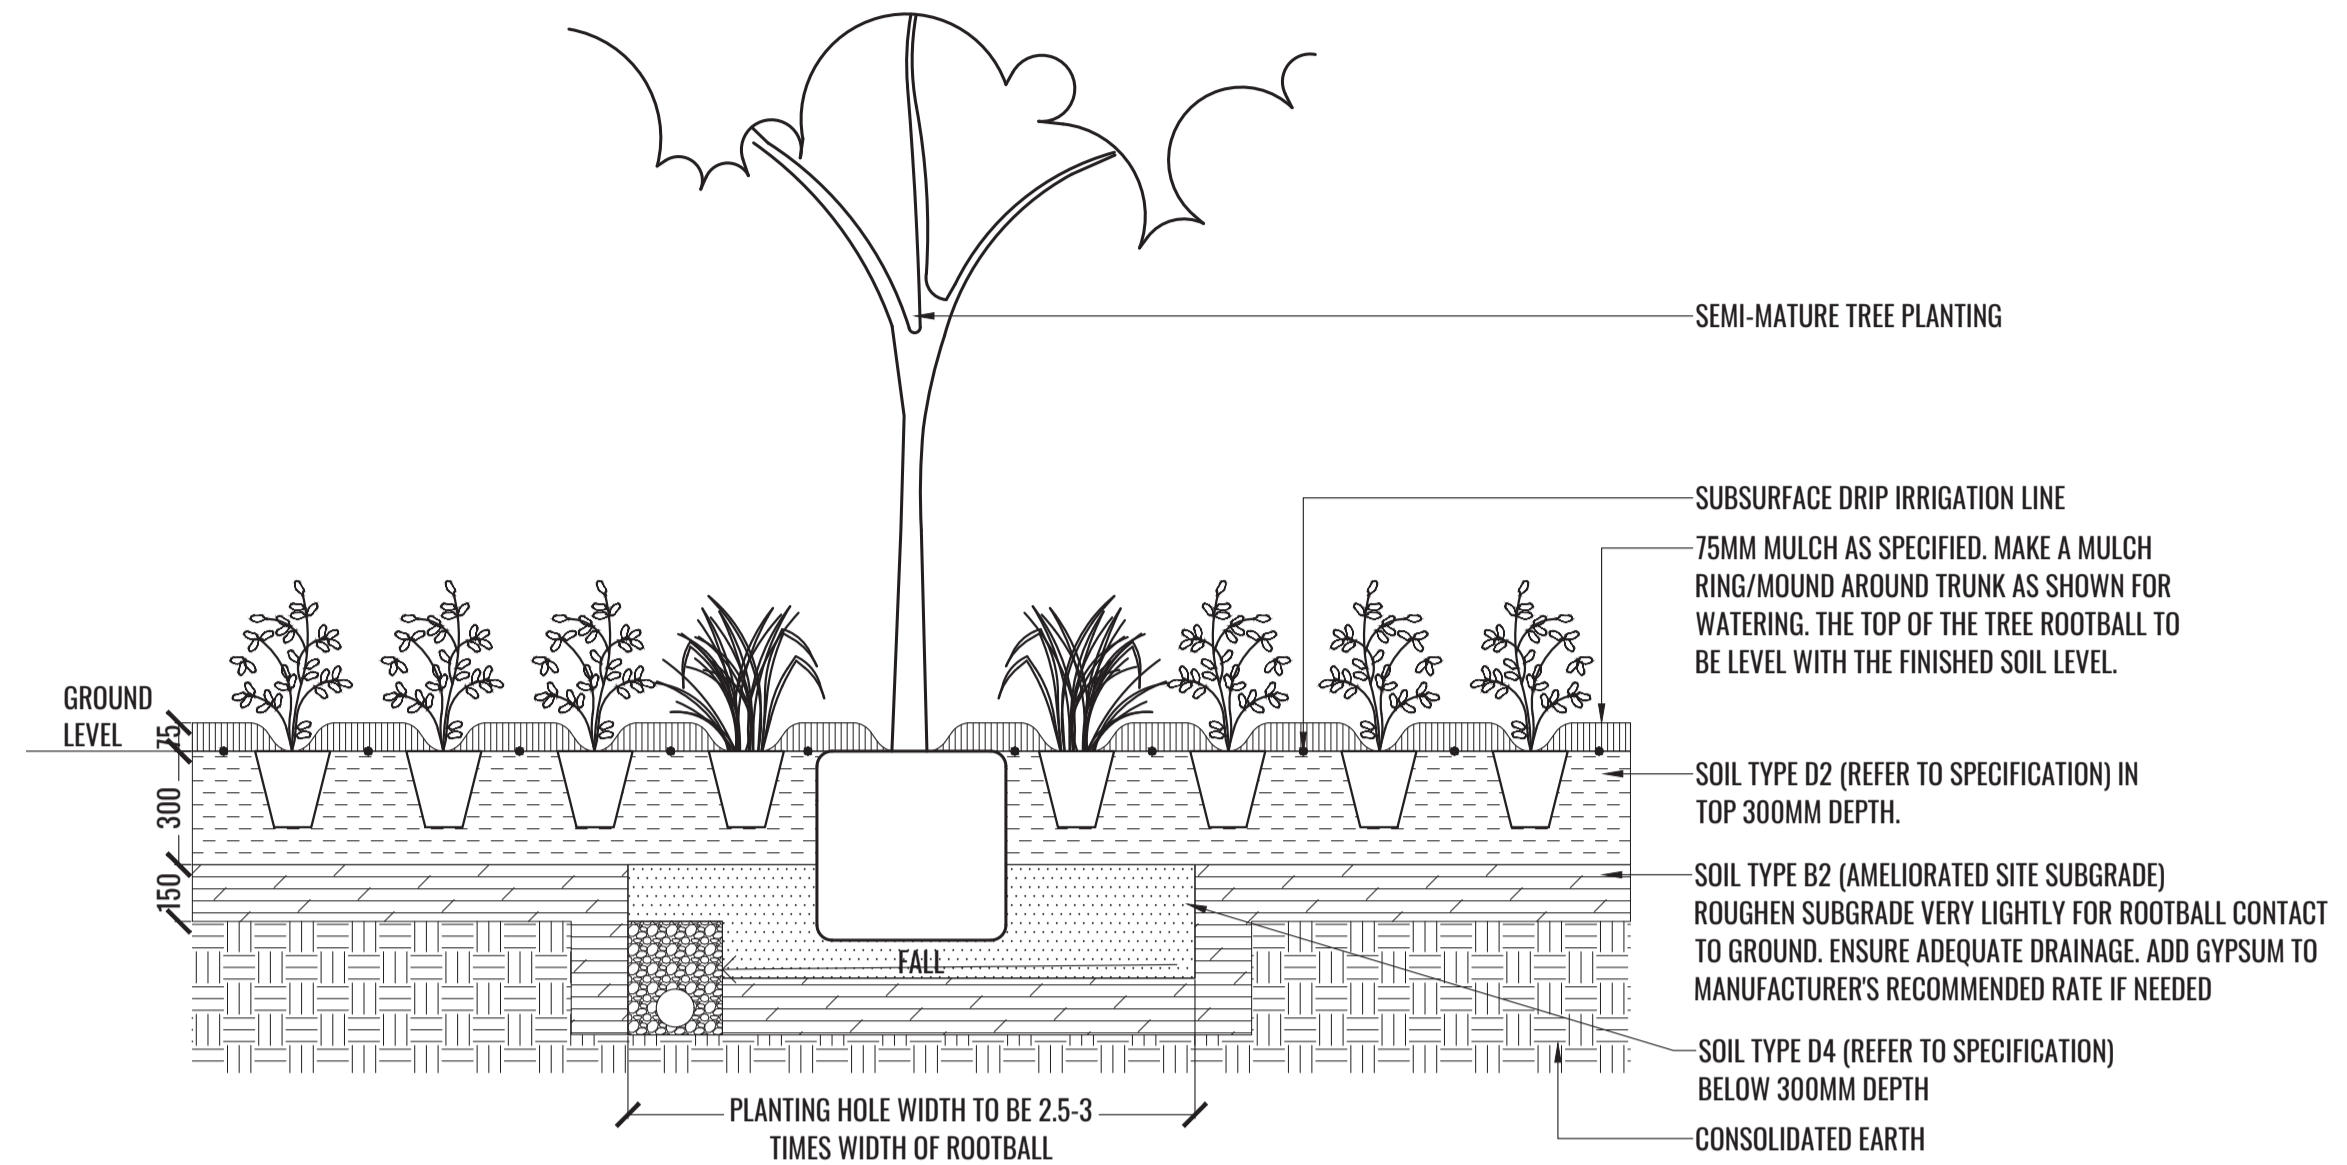 SEMI-MATURE TREE PLANTING
SUBSURFACE DRIP IRRIGATION LINE
75MM MULCH AS SPECIFIED. MAKE A MULCH
RING/MOUND AROUND TRUNK AS SHOWN FOR
WATERING. THE TOP OF THE TREE ROOTBALL TO
BE LEVEL WITH THE FINISHED SOIL LEVEL.
GROUND
LEVEL
75
300
150
SOIL TYPE D2 (REFER TO SPECIFICATION) IN
TOP 300MM DEPTH.
SOIL TYPE B2 (AMELIORATED SITE SUBGRADE)
ROUGHEN SUBGRADE VERY LIGHTLY FOR ROOTBALL CONTACT
TO GROUND. ENSURE ADEQUATE DRAINAGE. ADD GYPSUM TO
MANUFACTURER'S RECOMMENDED RATE IF NEEDED
FALL
SOIL TYPE D4 (REFER TO SPECIFICATION)
BELOW 300MM DEPTH
CONSOLIDATED EARTH
PLANTING HOLE WIDTH TO BE 2.5-3
TIMES WIDTH OF ROOTBALL